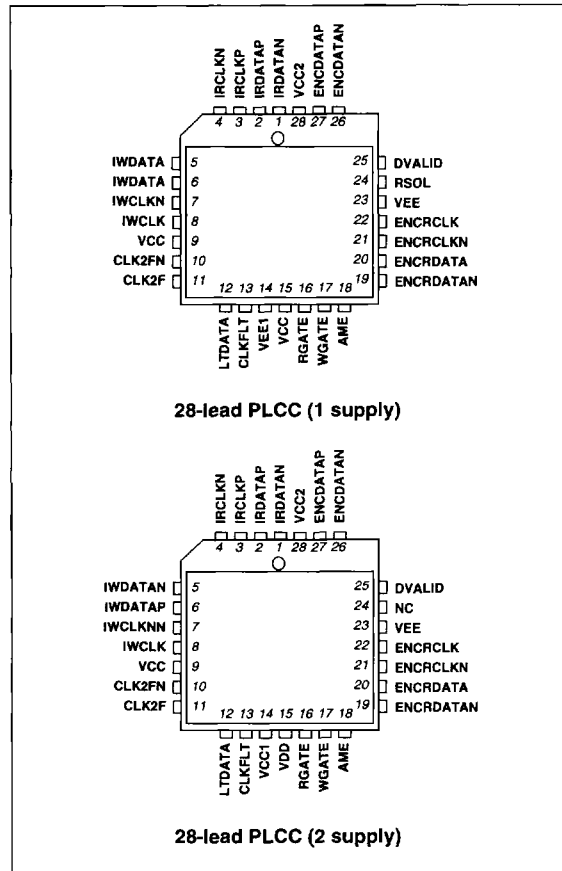 IRCLKN
IRCLKP
IRDATAP
IRDATAN
VCC2
ENCDATAP
ENCDATAN
4 3 2 1 28 27 26
IWDATA 5 25 DVALID
IWDATA 6 24 RSOL
IWCLKN 7 23 VEE
IWCLK 8 22 ENCRCLK
VCC 9 21 ENCRCLKN
CLK2FN 10 20 ENCRDATA
CLK2F 11 19 ENCRDATAN
12 13 14 15 16 17 18
LTDATA
CLKFLT
VEE1
VCC
RGATE
WGATE
AME
28-lead PLCC (1 supply)
IRCLKN
IRCLKP
IRDATAP
IRDATAN
VCC2
ENCDATAP
ENCDATAN
4 3 2 1 28 27 26
IWDATAN 5 25 DVALID
IWDATAP 6 24 NC
IWCLKNN 7 23 VEE
IWCLK 8 22 ENCRCLK
VCC 9 21 ENCRCLKN
CLK2FN 10 20 ENCRDATA
CLK2F 11 19 ENCRDATAN
12 13 14 15 16 17 18
LTDATA
CLKFLT
VCC1
VDD
RGATE
WGATE
AME
28-lead PLCC (2 supply)